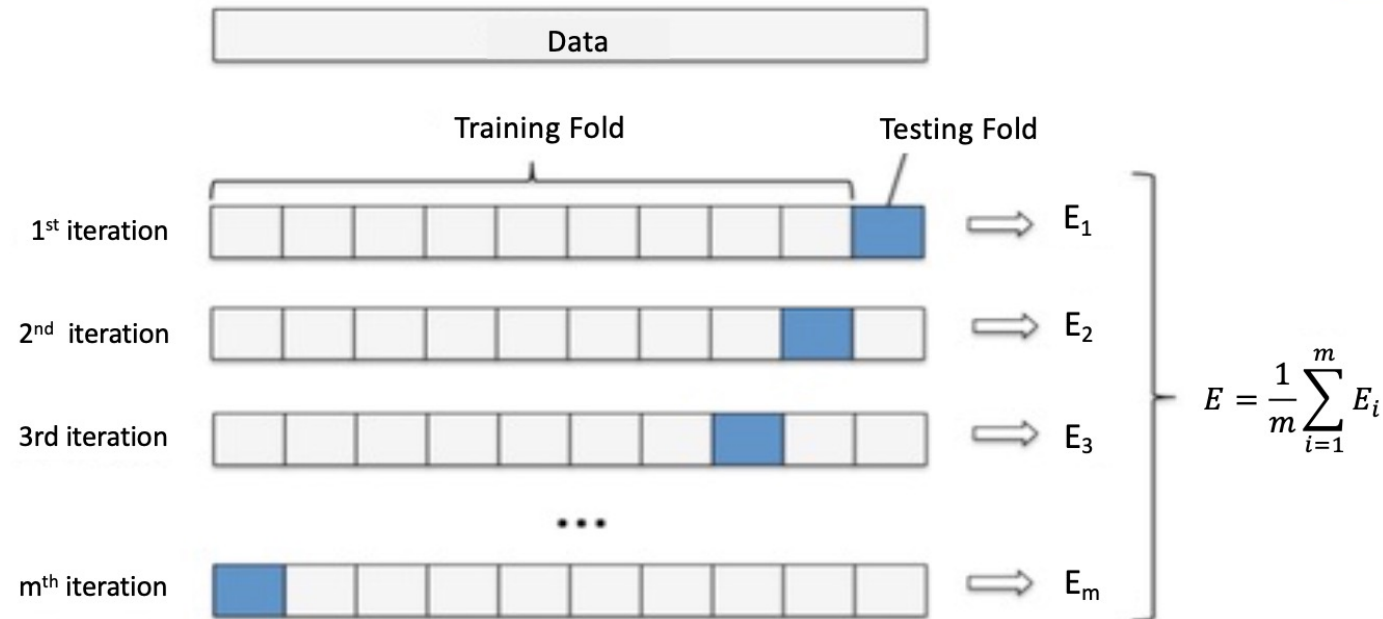 Data
Training Fold
Testing Fold
1st iteration
E1
2nd iteration
E2
3rd iteration
E3
E = 1/m ∑ i=1 m Ei
...
mth iteration
Em